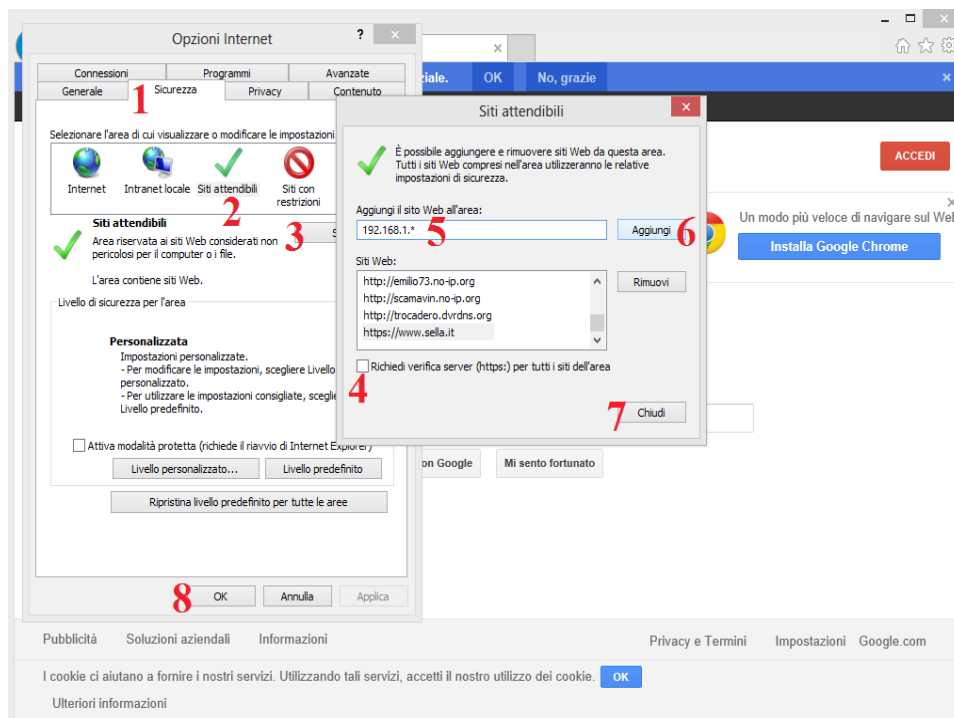 Opzioni Internet
?
Connessioni Programmi Avanzate
Generale Sicurezza Privacy Contenuto
1
Selezionare l'area di cui visualizzare o modificare le impostazioni
Internet Intranet locale Siti attendibili Siti con
restrizioni
2
Siti attendibili
3
S
Area riservata ai siti Web considerati non
pericolosi per il computer o i file.
L'area contiene siti Web.
Livello di sicurezza per l'area
Personalizzata
Impostazioni personalizzate.
- Per modificare le impostazioni, scegliere Livello
personalizzato.
- Per utilizzare le impostazioni consigliate, scegli
Livello predefinito.
Attiva modalità protetta (richiede il riavvio di Internet Explorer)
Livello personalizzato... Livello predefinito
Ripristina livello predefinito per tutte le aree
8 OK Annulla Applica
ziale. OK No, grazie
Siti attendibili
È possibile aggiungere e rimuovere siti Web da questa area.
Tutti i siti Web compresi nell'area utilizzeranno le relative
impostazioni di sicurezza.
Aggiungi il sito Web all'area:
192.168.1.* 5 Aggiungi 6
Siti Web:
http://emilio73.no-ip.org Rimuovi
http://scamavin.no-ip.org
http://trocadero.dvrdns.org
https://www.sella.it
Richiedi verifica server (https:) per tutti i siti dell'area
4
7 Chiudi
ACCEDI
Un modo più veloce di navigare sul Web
Installa Google Chrome
on Google Mi sento fortunato
Pubblicità Soluzioni aziendali Informazioni Privacy e Termini Impostazioni Google.com
I cookie ci aiutano a fornire i nostri servizi. Utilizzando tali servizi, accetti il nostro utilizzo dei cookie. OK
Ulteriori informazioni